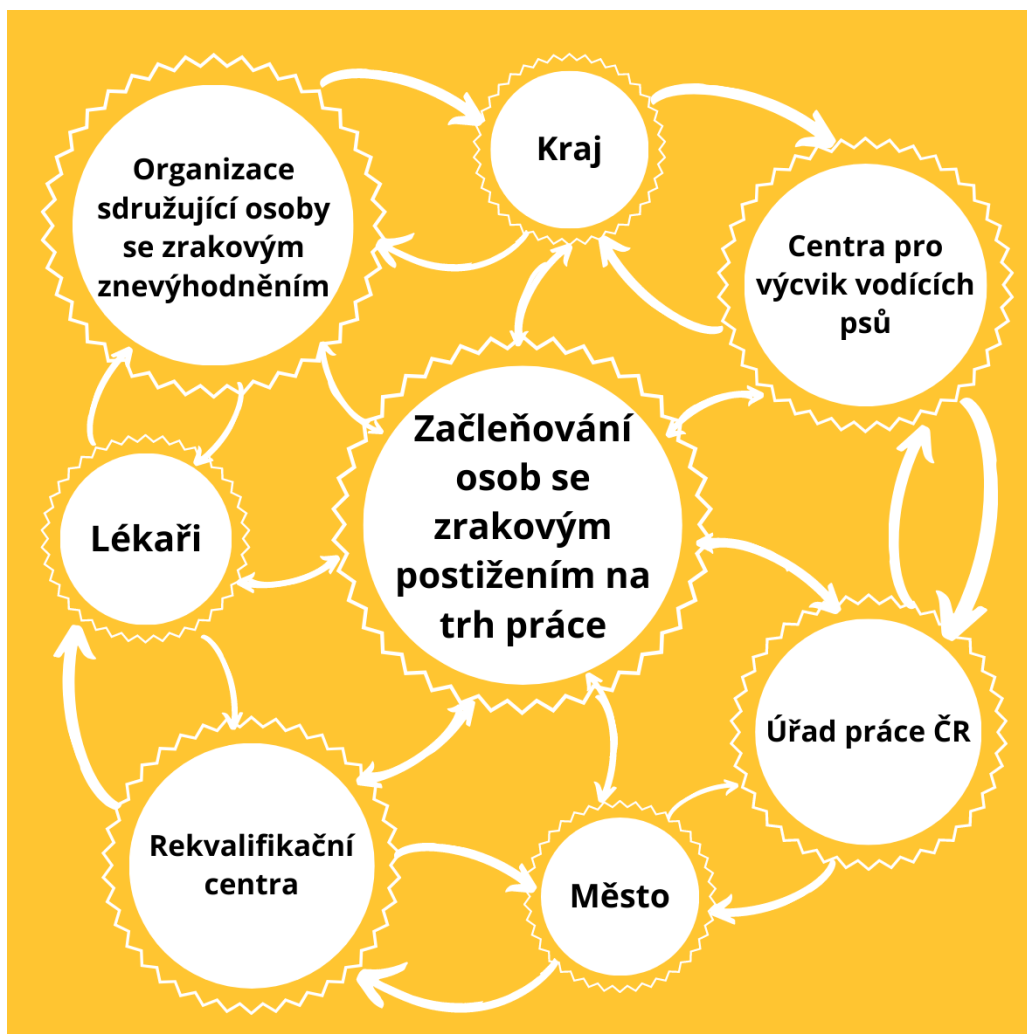 Organizace
sdružující osoby
se zrakovým
znevýhodněním
Kraj
Centra pro
výcvik vodících
psů
Začleňování
osob se
zrakovým
postižením na
trh práce
Lékaři
Úřad práce ČR
Rekvalifikační
centra
Město